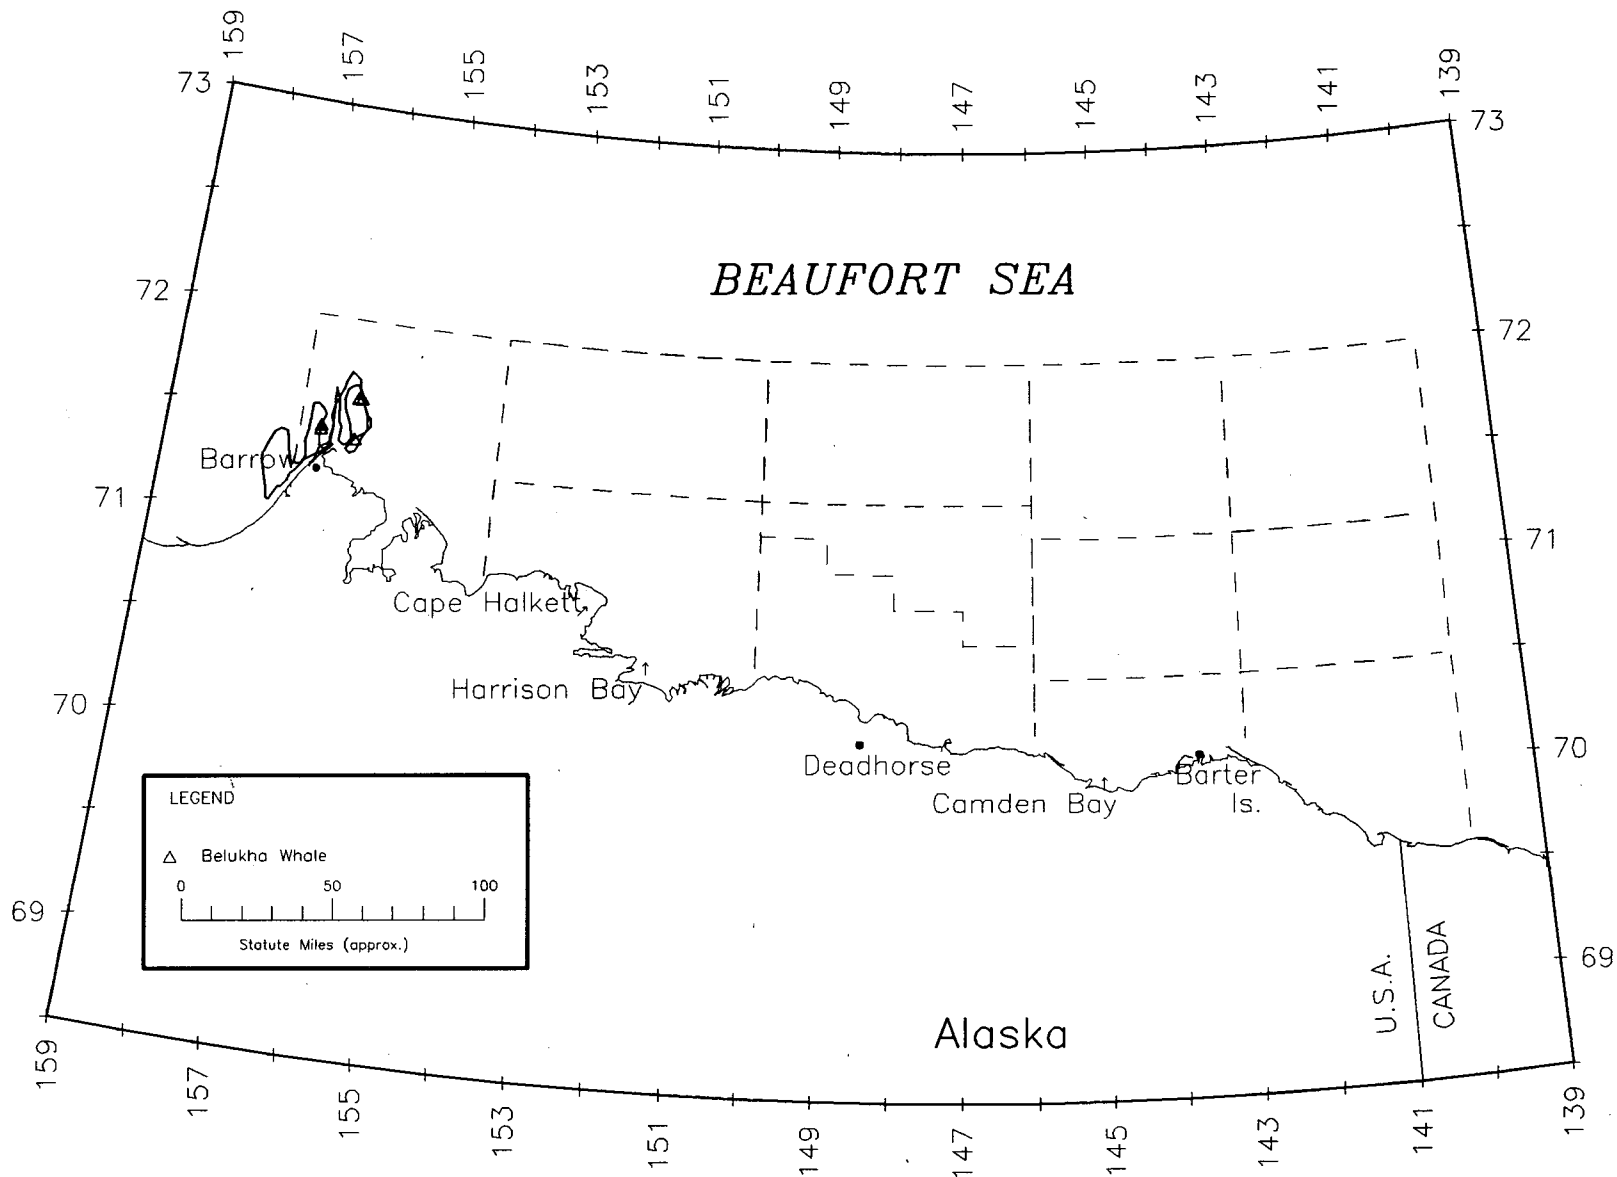 159
157
155
153
151
149
147
145
143
141
139
73
73
BEAUFORT SEA
72
72
Barrow
71
71
Cape Halkett
Harrison Bay
70
70
Deadhorse
Barter
Is.
Camden Bay
LEGEND
Belukha Whale
0 50 100
Statute Miles (approx.)
69
69
U.S.A.
CANADA
Alaska
159
157
155
153
151
149
147
145
143
141
139